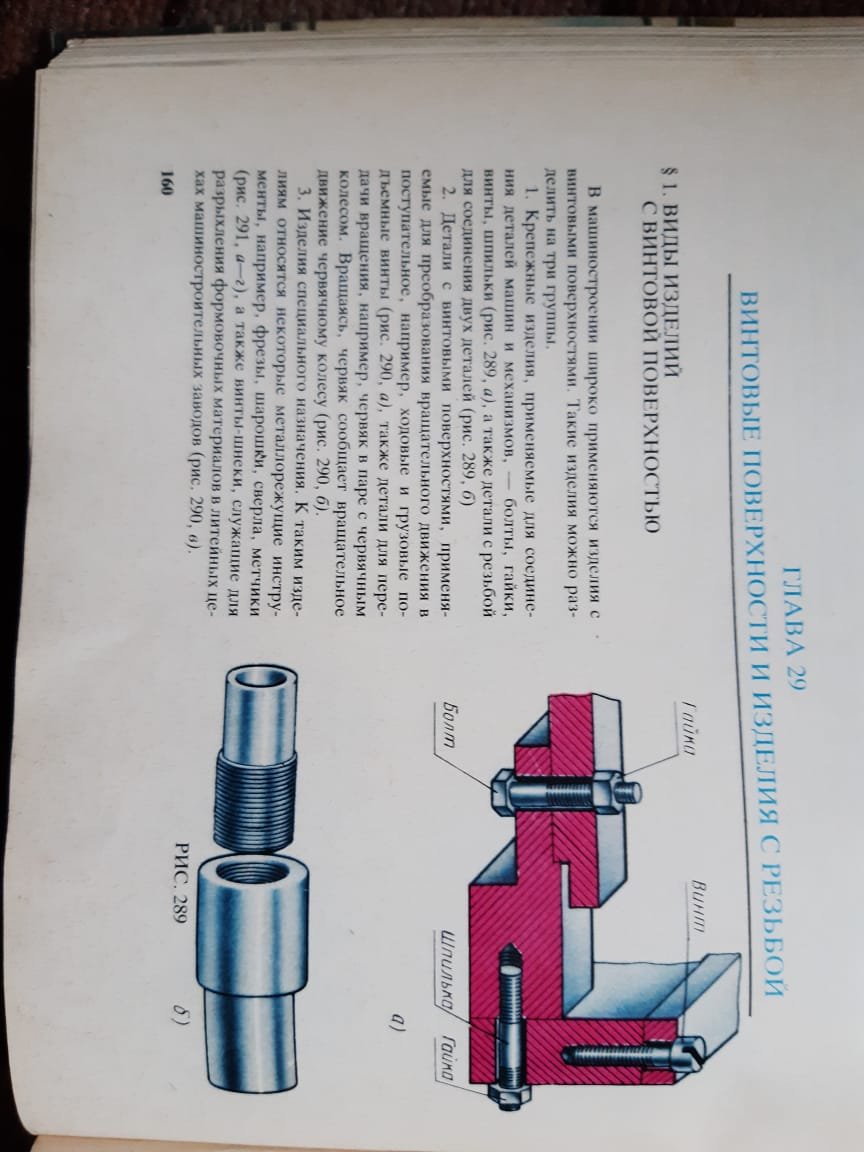 ГЛАВА 29
ВИНТОВЫЕ ПОВЕРХНОСТИ И ИЗДЕЛИЯ С РЕЗЬБОЙ
§ 1. ВИДЫ ИЗДЕЛИЙ
С ВИНТОВОЙ ПОВЕРХНОСТЬЮ
В машиностроении широко применяются изделия с
винтовыми поверхностями. Такие изделия можно раз-
делить на три группы.
1. Крепежные изделия, применяемые для соедине-
ния деталей машин и механизмов, — болты, гайки,
винты, шпильки (рис. 289, а), а также детали с резьбой
для соединения двух деталей (рис. 289, б)
2. Детали с винтовыми поверхностями, применя-
емые для преобразования вращательного движения в
поступательное, например, ходовые и грузовые по-
дъемные винты (рис. 290, а), также детали для пере-
дачи вращения, например, червяк в паре с червячным
колесом. Вращаясь, червяк сообщает вращательное
движение червячному колесу (рис. 290, б).
3. Изделия специального назначения. К таким изде-
лиям относятся некоторые металлорежущие инстру-
менты, например, фрезы, шарошки, сверла, метчики
(рис. 291, а—г), а также винты-шнеки, служащие для
разрыхления формовочных материалов в литейных це-
хах машиностроительных заводов (рис. 290, в).
160
Гайка
Винт
Болт
Шпилька
Гайка
а)
РИС. 289
б)